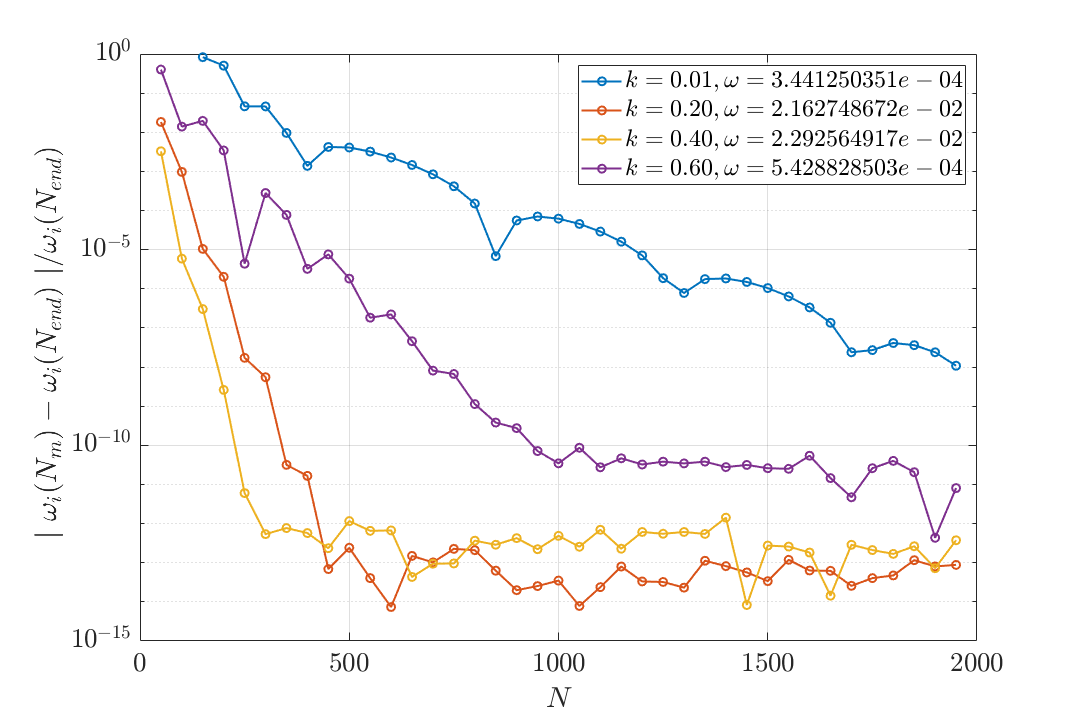 10^0
10^-5
10^-10
10^-15
| ω_i(N_m) − ω_i(N_end) | /ω_i(N_end)
k = 0.01, ω = 3.441250351e − 04
k = 0.20, ω = 2.162748672e − 02
k = 0.40, ω = 2.292564917e − 02
k = 0.60, ω = 5.428828503e − 04
0 500 1000 1500 2000
N